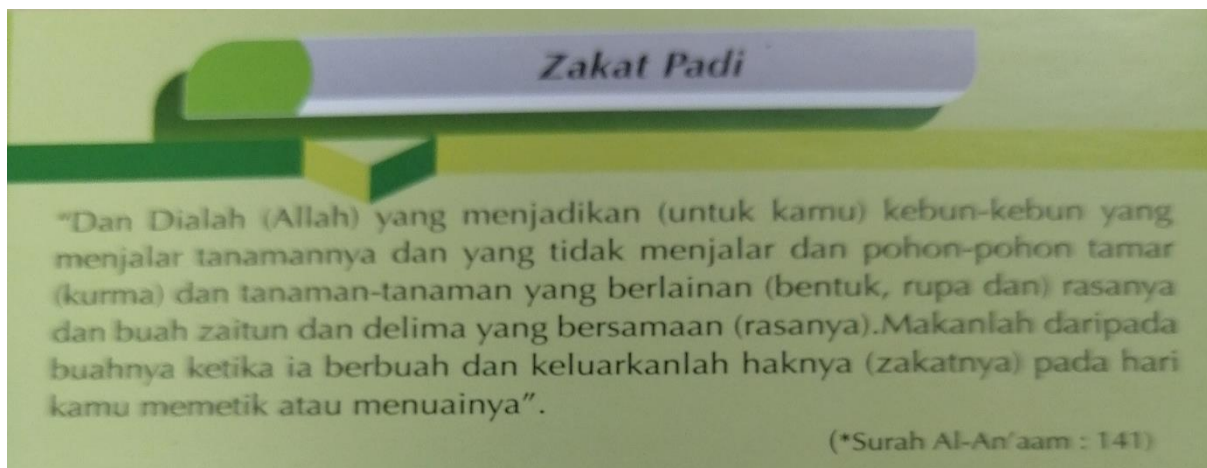 Zakat Padi
"Dan Dialah (Allah) yang menjadikan (untuk kamu) kebun-kebun yang
menjalar tanamannya dan yang tidak menjalar dan pohon-pohon tamar
(kurma) dan tanaman-tanaman yang berlainan (bentuk, rupa dan) rasanya
dan buah zaitun dan delima yang bersamaan (rasanya).Makanlah daripada
buahnya ketika ia berbuah dan keluarkanlah haknya (zakatnya) pada hari
kamu memetik atau menuainya".
(*Surah Al-An'aam : 141)